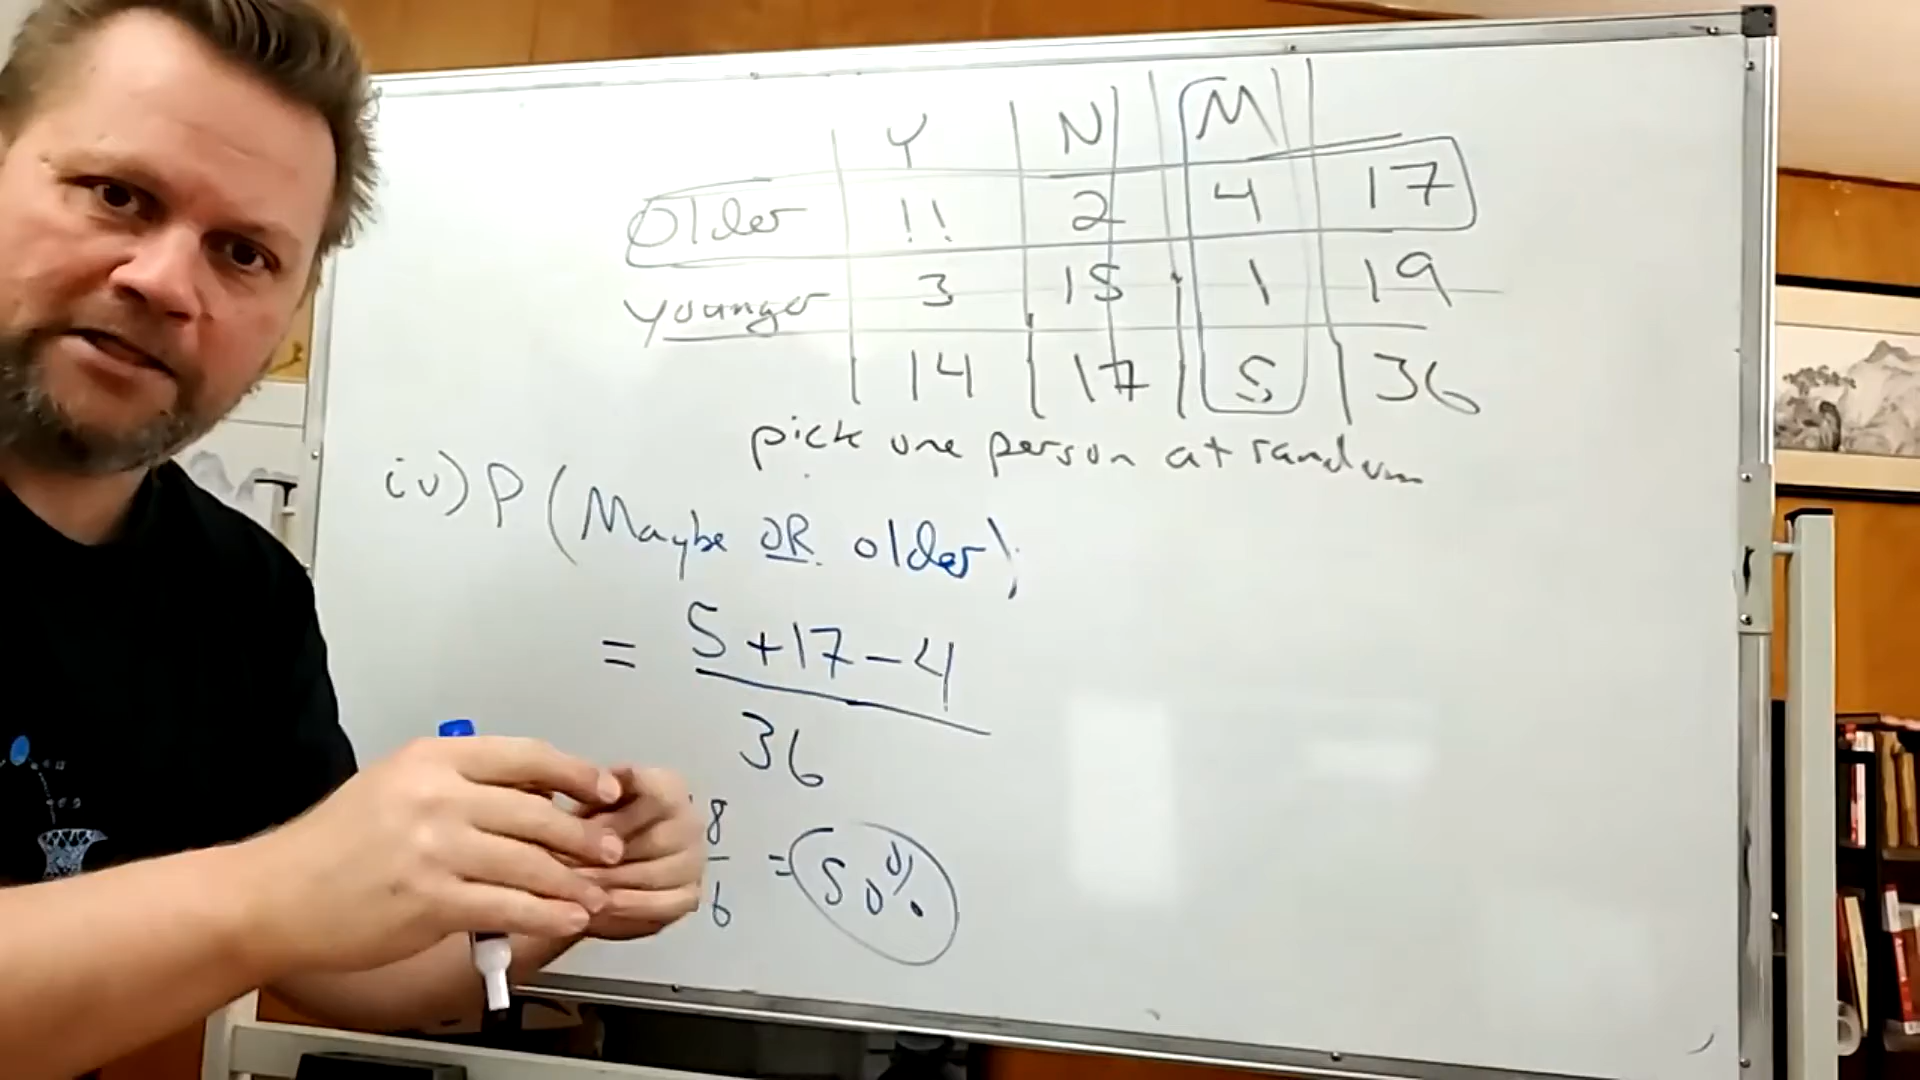 Y N M
Older 11 2 4 17
Younger 3 15 1 19
14 17 5 36
pick one person at random
iv) P (Maybe OR older)
= 5+17-4
36
8
6
= 50%